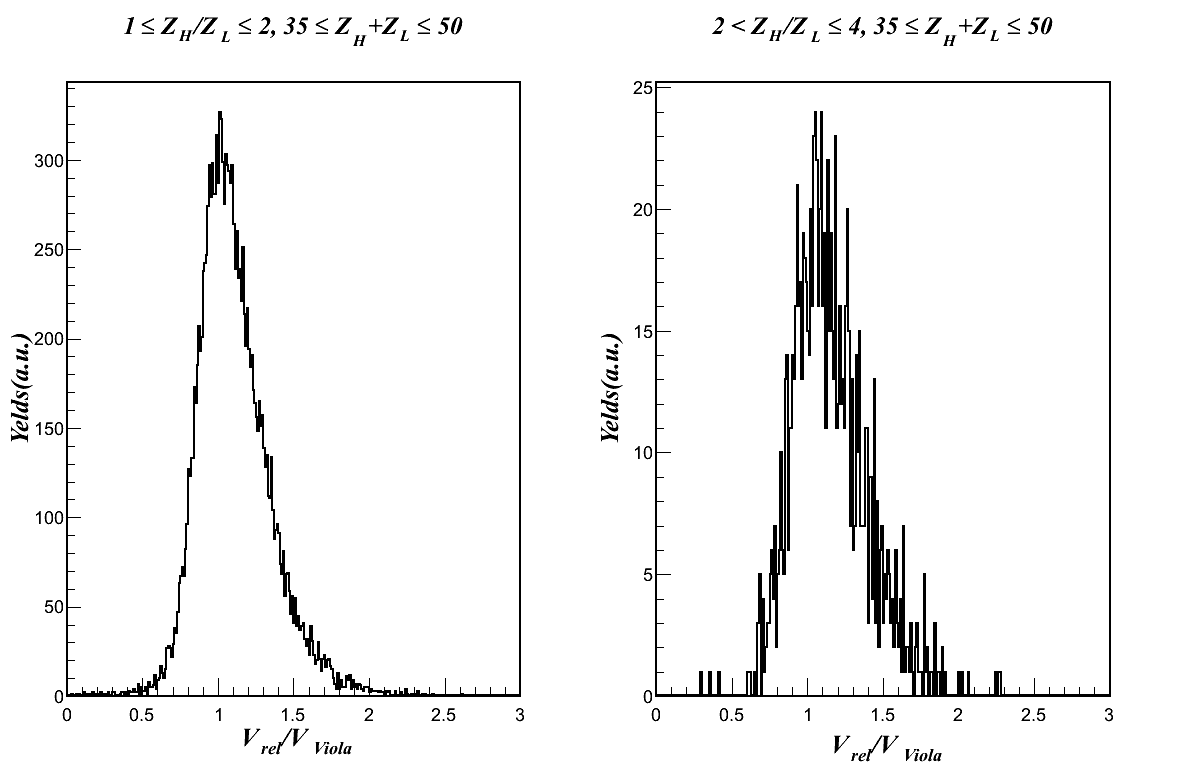 1 ≤ Z_H/Z_L ≤ 2, 35 ≤ Z_H+Z_L ≤ 50
300
250
200
150
100
50
0
Yelds(a.u.)
0 0.5 1 1.5 2 2.5 3
V_rel/V_Viola
2 < Z_H/Z_L ≤ 4, 35 ≤ Z_H+Z_L ≤ 50
25
20
15
10
5
0
Yelds(a.u.)
0 0.5 1 1.5 2 2.5 3
V_rel/V_Viola